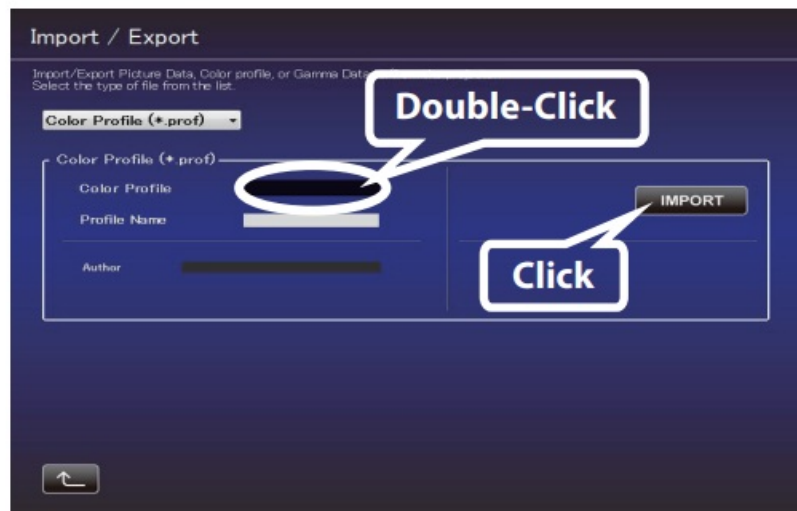 Import / Export
Import/Export Picture Data, Color profile, or Gamma Data
Select the type of file from the list.
Double-Click
Color Profile (*.prof)
Color Profile (*.prof)
Color Profile
IMPORT
Profile Name
Author
Click